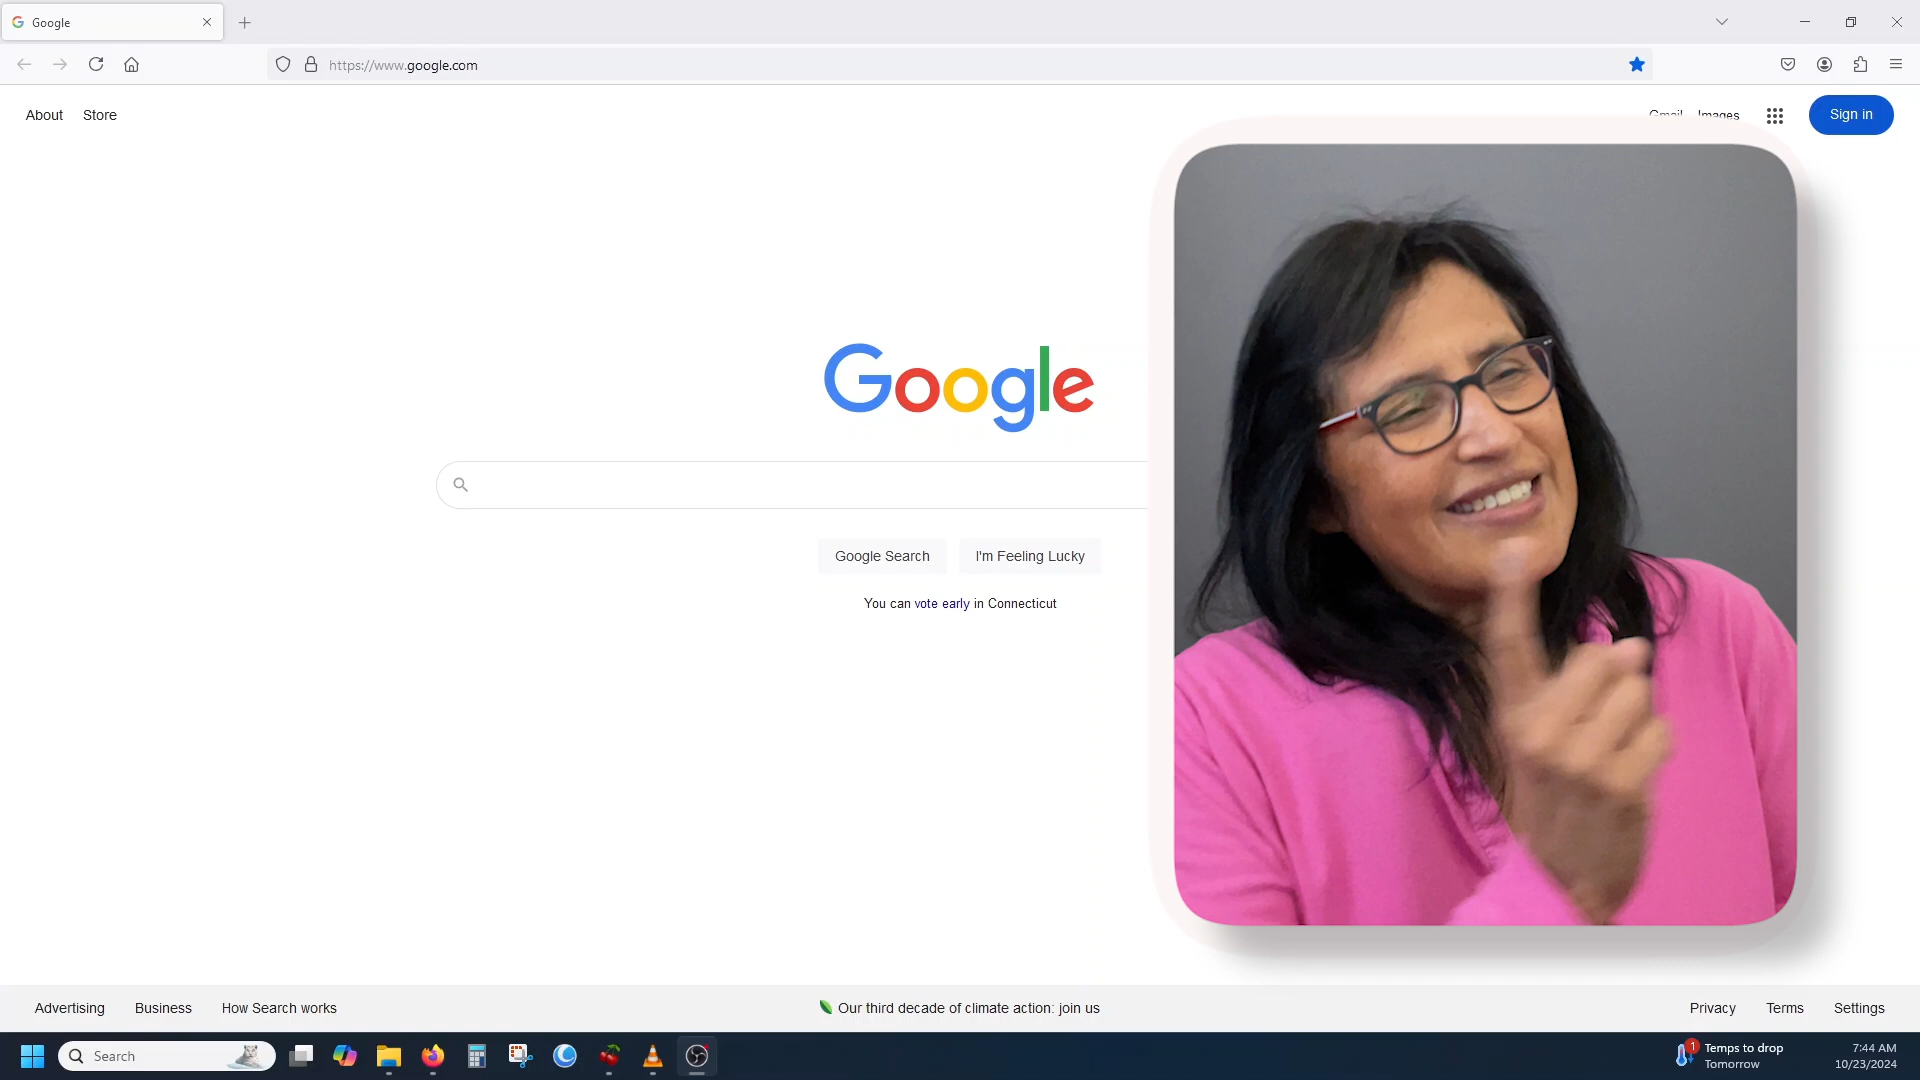 Google
https://www.google.com
About Store
Gmail Images
Sign in
Google
Google Search I'm Feeling Lucky
You can vote early in Connecticut
Advertising Business How Search works
Our third decade of climate action: join us
Privacy Terms Settings
Search
1
Temps to drop
Tomorrow
7:44 AM
10/23/2024